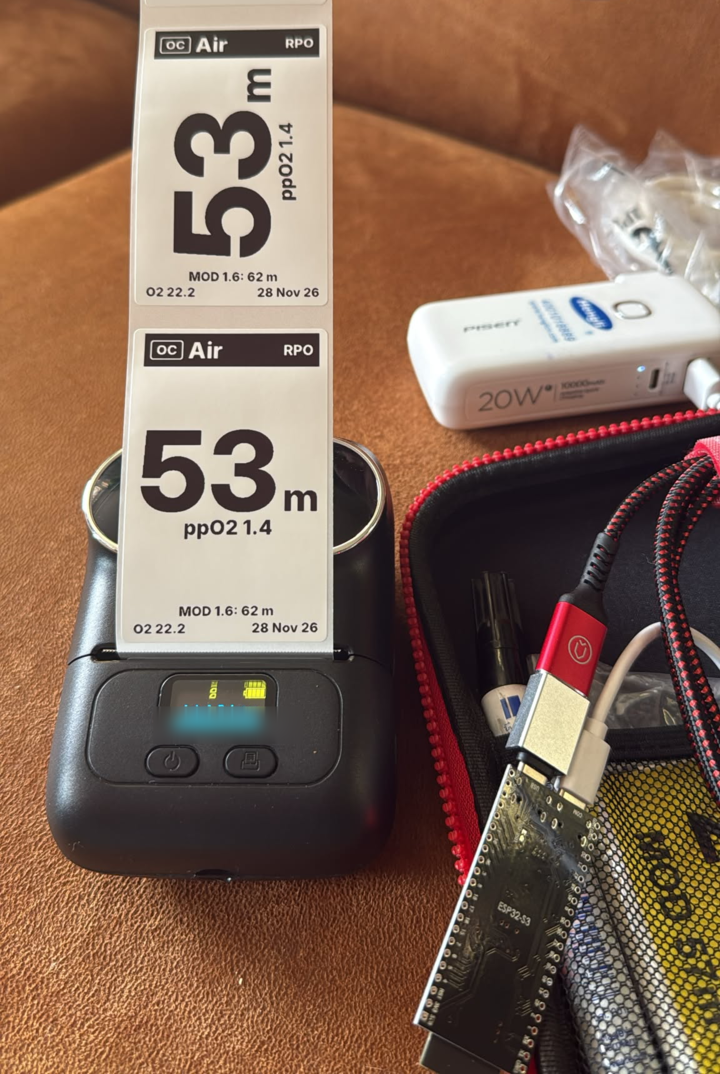 OC Air RPO
53 m
ppO2 1.4
MOD 1.6: 62 m
O2 22.2 28 Nov 26
OC Air RPO
53 m
ppO2 1.4
MOD 1.6: 62 m
O2 22.2 28 Nov 26
PISEN
20W
10000mAh
ESP32-S3
MOD